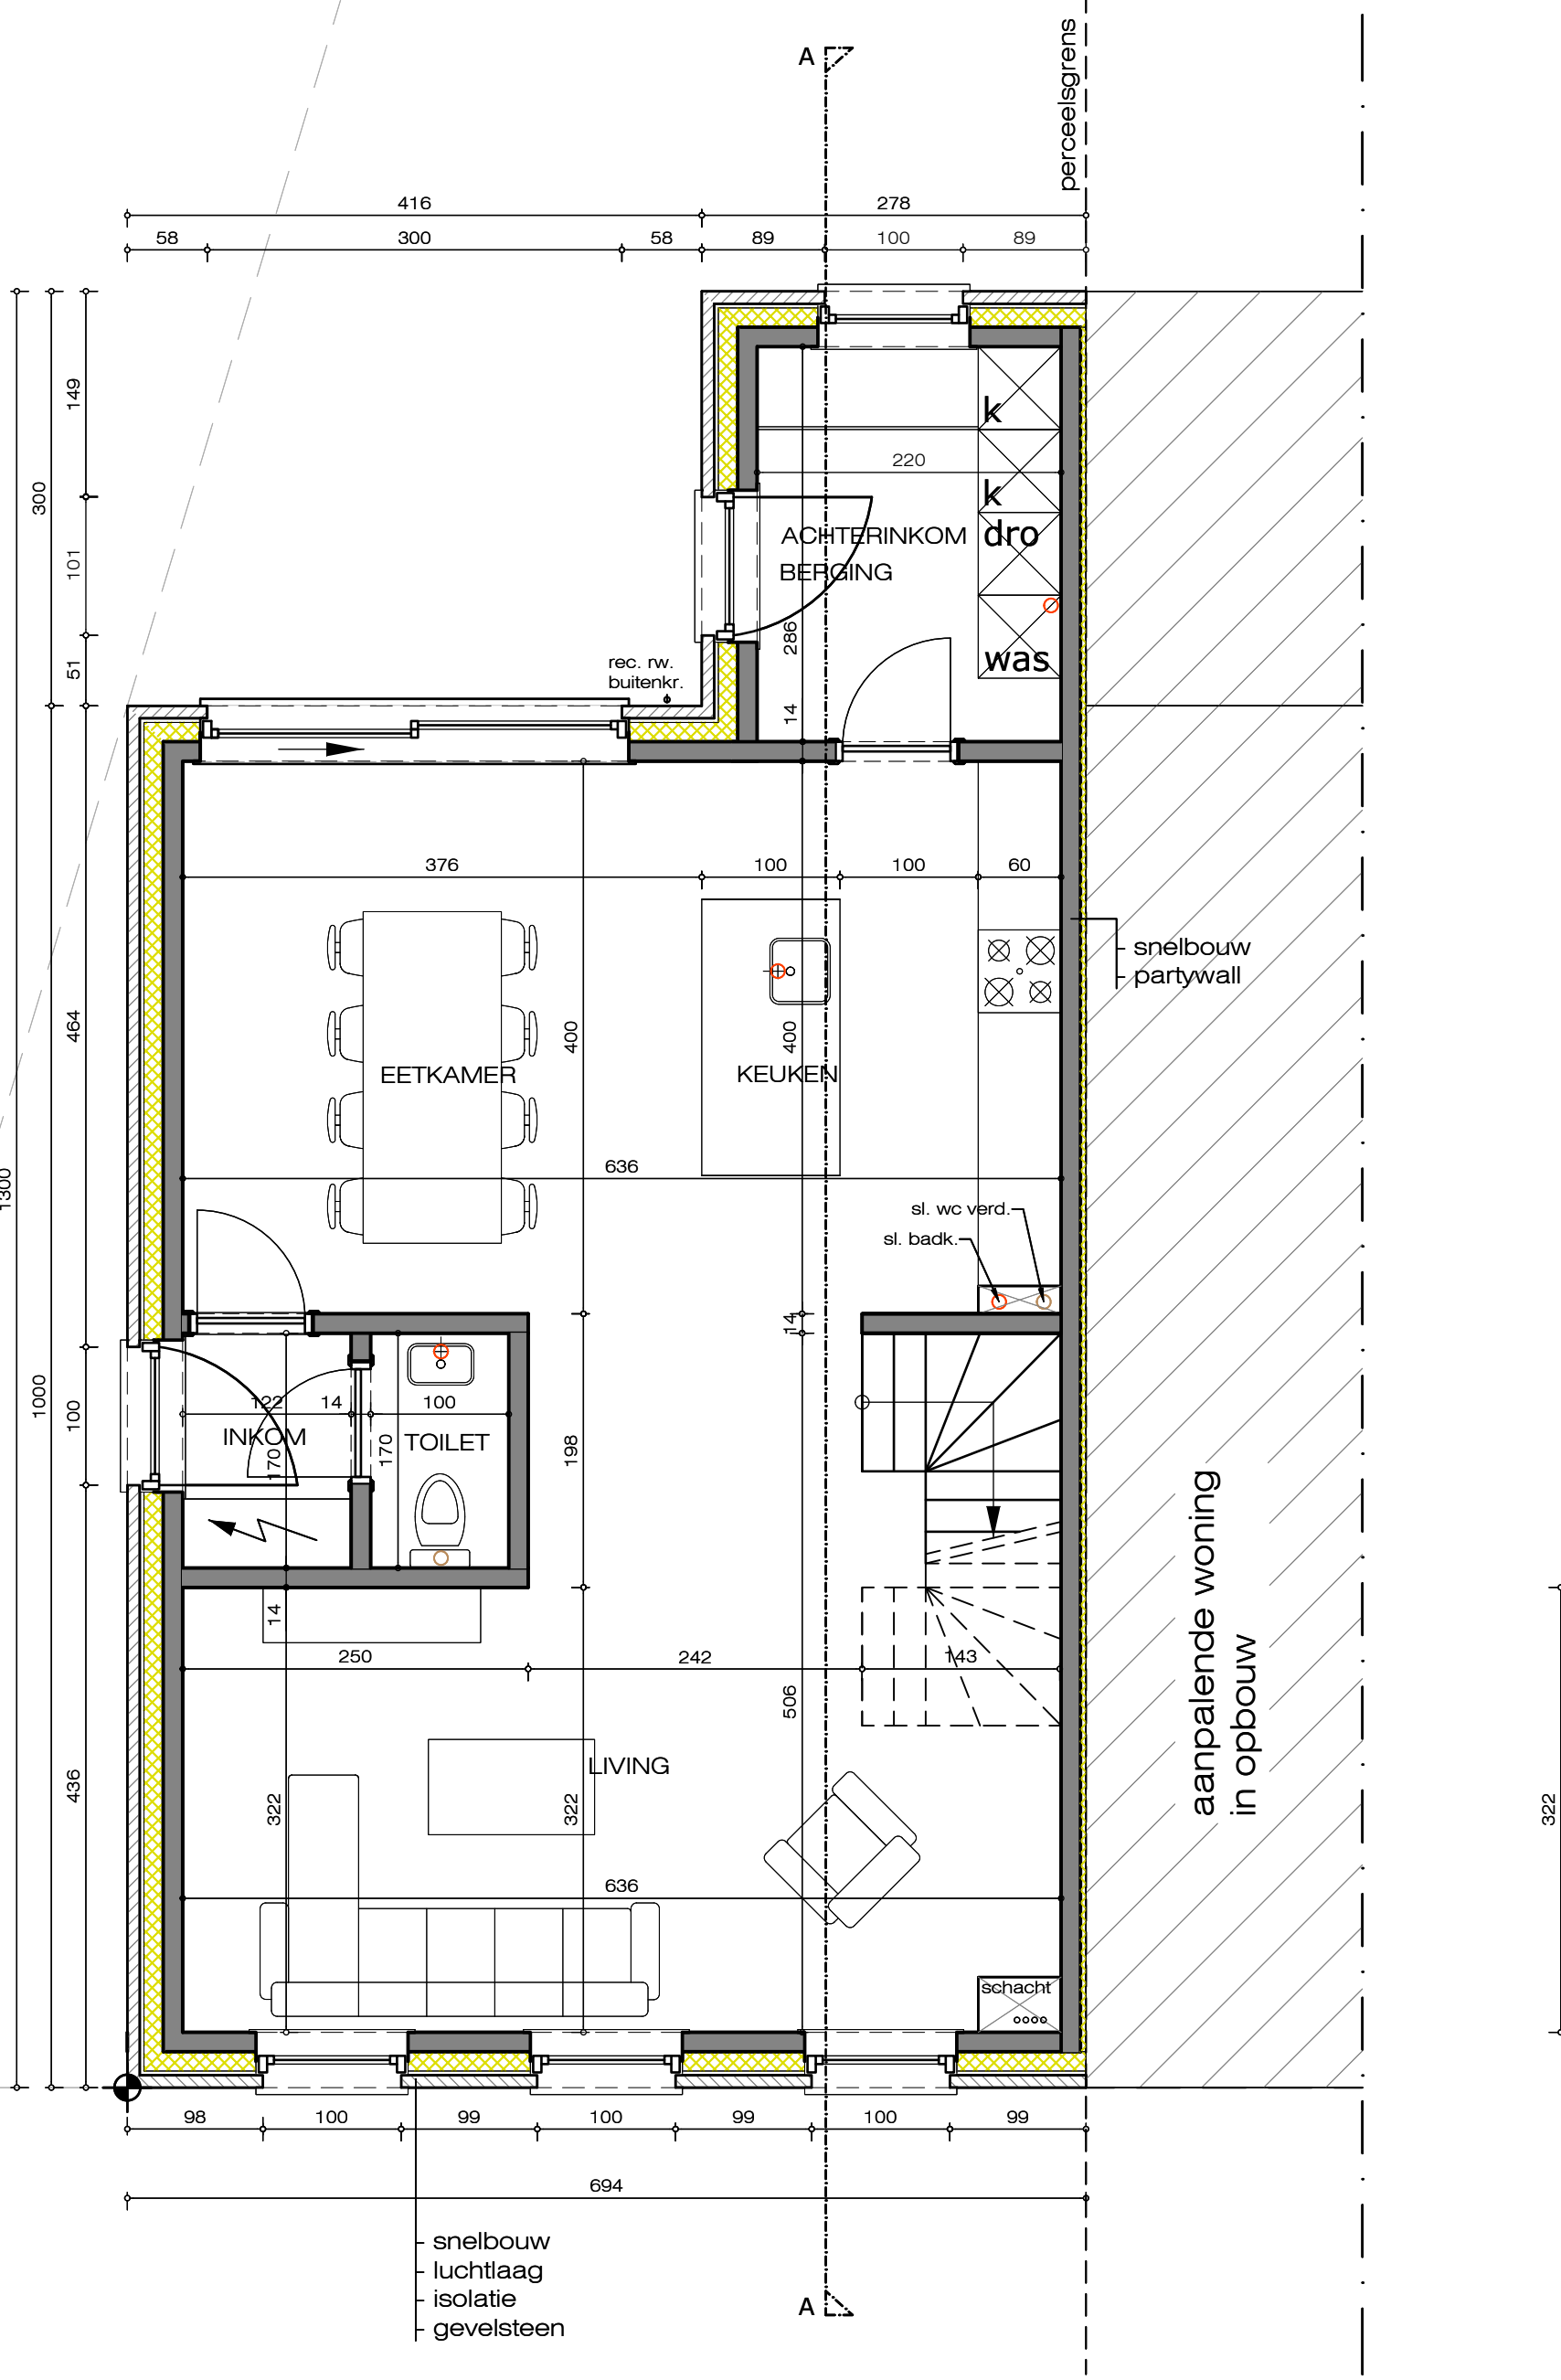 A
perceelsgrens
416
278
58
300
58
89
100
89
149
300
101
51
k
220
k
ACHTERINKOM
dro
BERGING
286
was
rec. rw.
buitenkr.
14
376
100
100
60
snelbouw
partywall
464
400
400
EETKAMER
KEUKEN
636
1300
sl. wc verd.
sl. badk.
14
1000
100
122
14
100
INKOM
TOILET
170
170
198
aanpalende woning
in opbouw
14
250
242
143
506
LIVING
436
322
322
322
636
schacht
98
100
99
100
99
100
99
694
snelbouw
luchtlaag
isolatie
gevelsteen
A